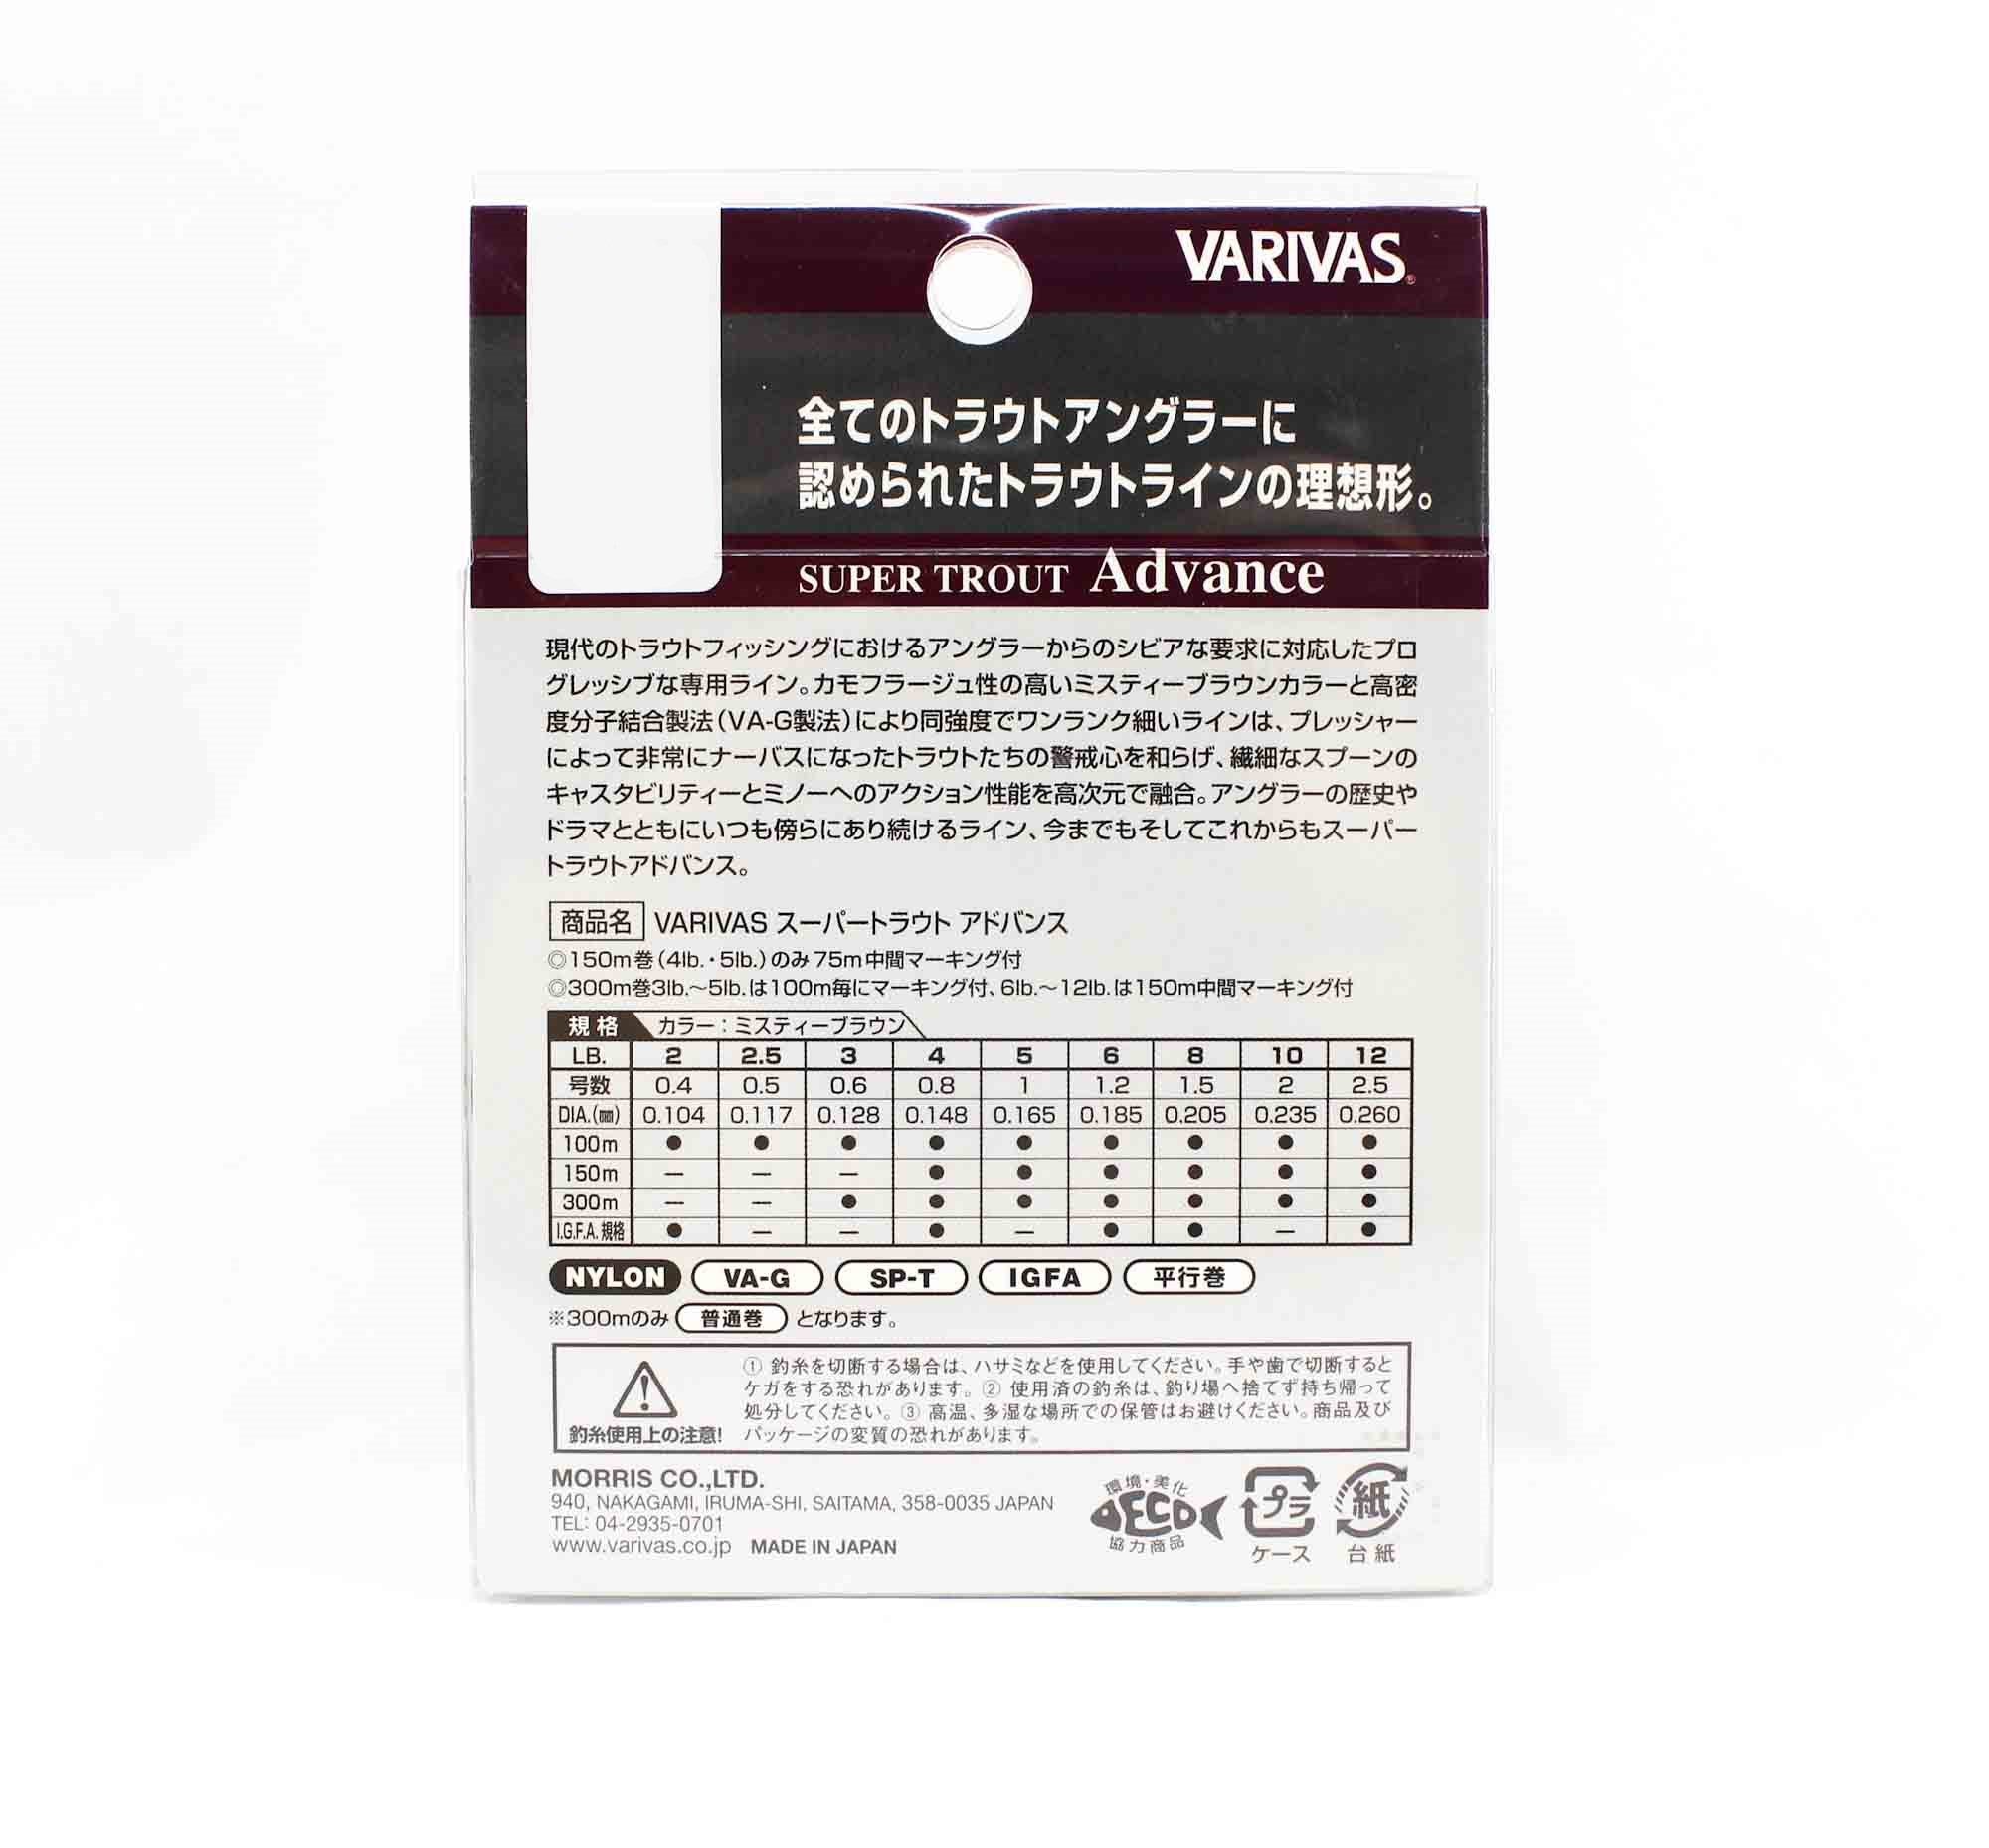 VARIVAS®
全てのトラウトアングラーに
認められたトラウトラインの理想形。
SUPER TROUT Advance
現代のトラウトフィッシングにおけるアングラーからのシビアな要求に対応したプロ
グレッシブな専用ライン。カモフラージュ性の高いミスティーブラウンカラーと高密
度分子結合製法(VA-G製法)により同強度でワンランク細いラインは、プレッシャー
によって非常にナーバスになったトラウトたちの警戒心を和らげ、繊細なスプーンの
キャスタビリティーとミノーへのアクション性能を高次元で融合。アングラーの歴史や
ドラマとともにいつも傍らにあり続けるライン、今までもそしてこれからもスーパー
トラウトアドバンス。
商品名 VARIVAS スーパートラウト アドバンス
◎150m巻(4lb.・5lb.)のみ75m中間マーキング付
◎300m巻3lb.〜5lb.は100m毎にマーキング付、6lb.〜12lb.は150m中間マーキング付
規格 カラー:ミスティーブラウン
LB. 2 2.5 3 4 5 6 8 10 12
号数 0.4 0.5 0.6 0.8 1 1.2 1.5 2 2.5
DIA.(㎜) 0.104 0.117 0.128 0.148 0.165 0.185 0.205 0.235 0.260
100m ● ● ● ● ● ● ● ● ●
150m — — — ● ● ● ● ● ●
300m — — ● ● ● ● ● ● ●
I.G.F.A.規格 ● — — ● — ● ● — ●
NYLON VA-G SP-T IGFA 平行巻
※300mのみ 普通巻 となります。
① 釣糸を切断する場合は、ハサミなどを使用してください。手や歯で切断すると
ケガをする恐れがあります。② 使用済の釣糸は、釣り場へ捨てず持ち帰って
処分してください。③ 高温、多湿な場所での保管はお避けください。商品及び
パッケージの変質の恐れがあります。
釣糸使用上の注意!
MORRIS CO.,LTD.
940, NAKAGAMI, IRUMA-SHI, SAITAMA, 358-0035 JAPAN
TEL: 04-2935-0701
www.varivas.co.jp MADE IN JAPAN
環境・美化
ECO
協力商品
プラ
ケース
紙
台紙